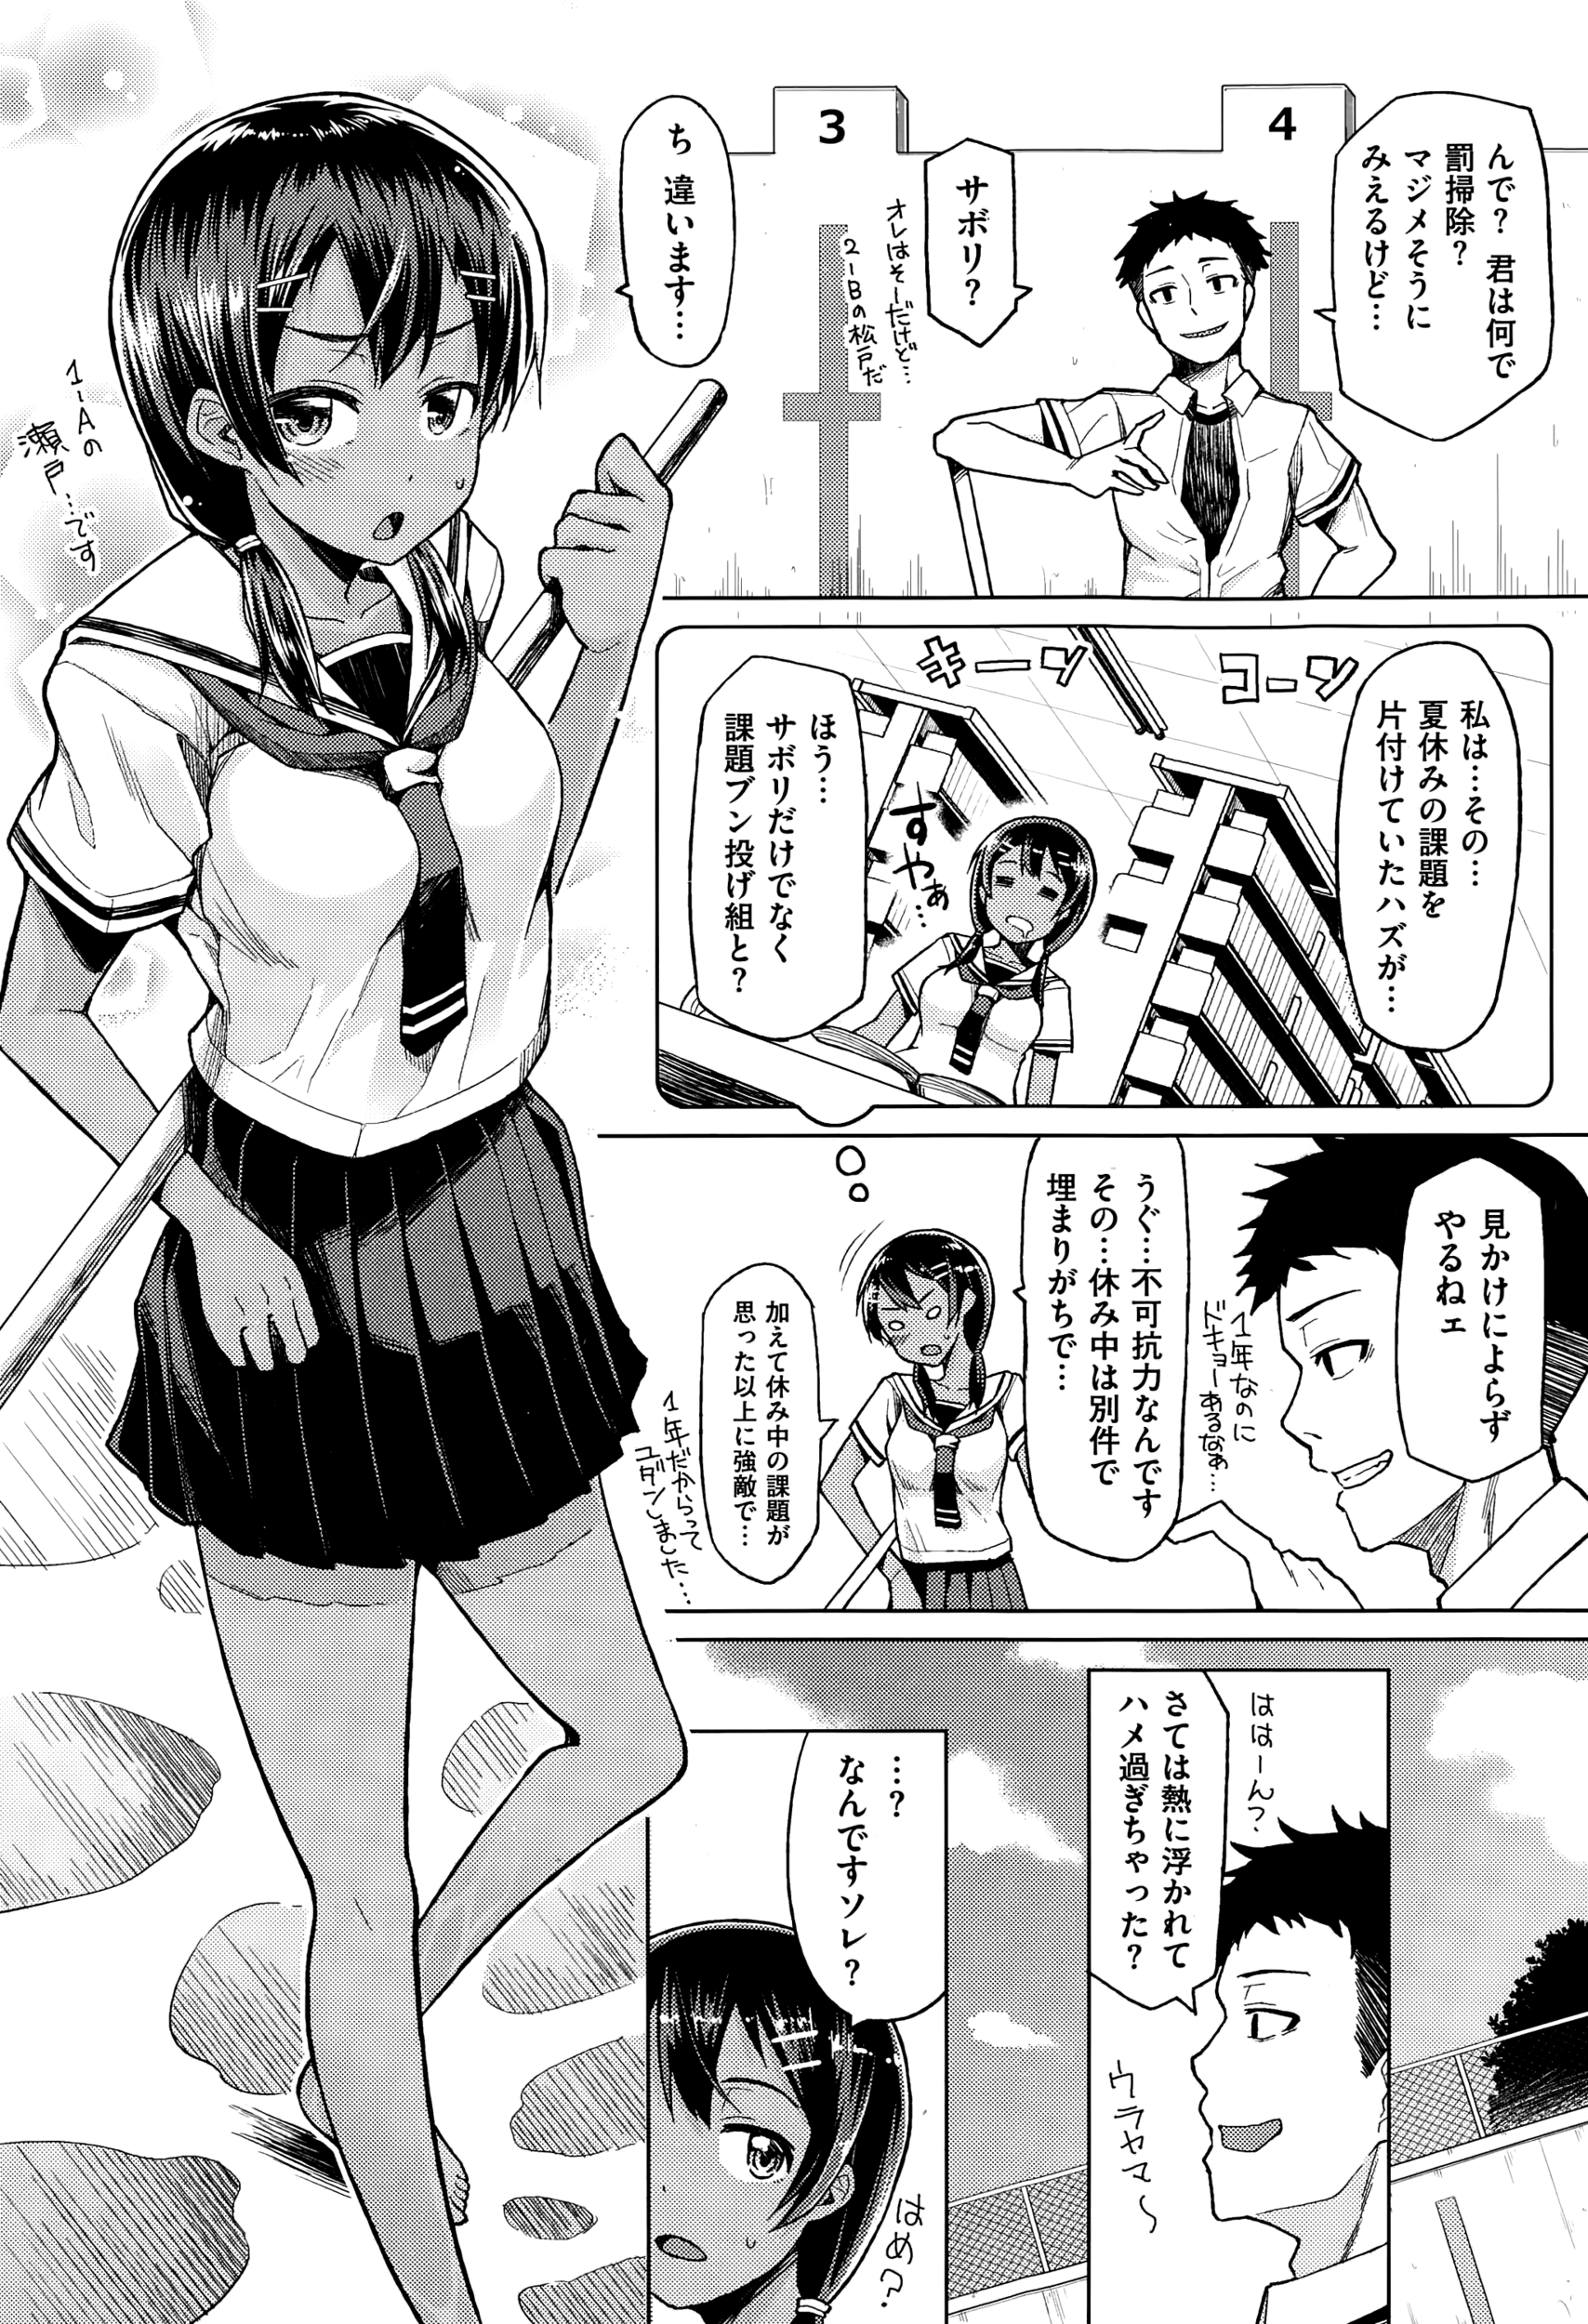 3
4
んで？ 君は何で
罰掃除？
マジメそうに
みえるけど…
サボリ？
オレはそーだけど…
2-Bの松戸だ
ち 違います…
1-Aの
瀬戸…です
キーン
コーン
私は…その…
夏休みの課題を
片付けていたハズが…
すやぁ…
ほう…
サボリだけでなく
課題ブン投げ組と？
見かけによらず
やるねェ
1年なのに
ドキョーあるなぁ…
うぐ…不可抗力なんです
その…休み中は別件で
埋まりがちで…
加えて休み中の課題が
思った以上に強敵で…
1年だからって
ユダンしました…
ははーん？
さては熱に浮かれて
ハメ過ぎちゃった？
ウラヤマ〜
…？
なんですソレ？
はめ？